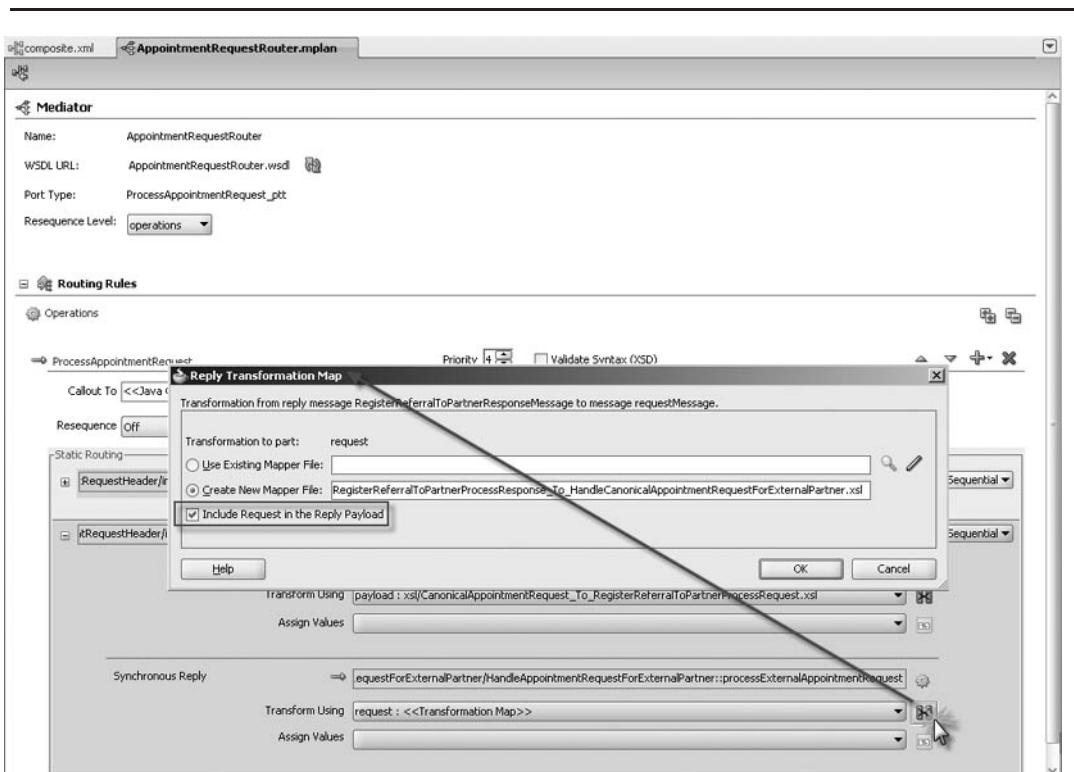 composite.xml
AppointmentRequestRouter.mplan
Mediator
Name: AppointmentRequestRouter
WSDL URL: AppointmentRequestRouter.wsdl
Port Type: ProcessAppointmentRequest_ptt
Resequence Level: operations
Routing Rules
Operations
ProcessAppointmentRequest Priority 4 Validate Syntax (XSD)
Reply Transformation Map
Callout To <<Java
Transformation from reply message RegisterReferralToPartnerResponseMessage to message requestMessage.
Resequence Off
Transformation to part: request
Static Routing
Use Existing Mapper File:
RequestHeader/
Sequential
Create New Mapper File: RegisterReferralToPartnerProcessResponse_To_HandleCanonicalAppointmentRequestForExternalPartner.xsl
Include Request in the Reply Payload
tRequestHeader/
Sequential
Help OK Cancel
Transform Using payload : xsl/CanonicalAppointmentRequest_To_RegisterReferralToPartnerProcessRequest.xsl
Assign Values
Synchronous Reply .equestForExternalPartner/HandleAppointmentRequestForExternalPartner::processExternalAppointmentRequest
Transform Using request : <<Transformation Map>>
Assign Values